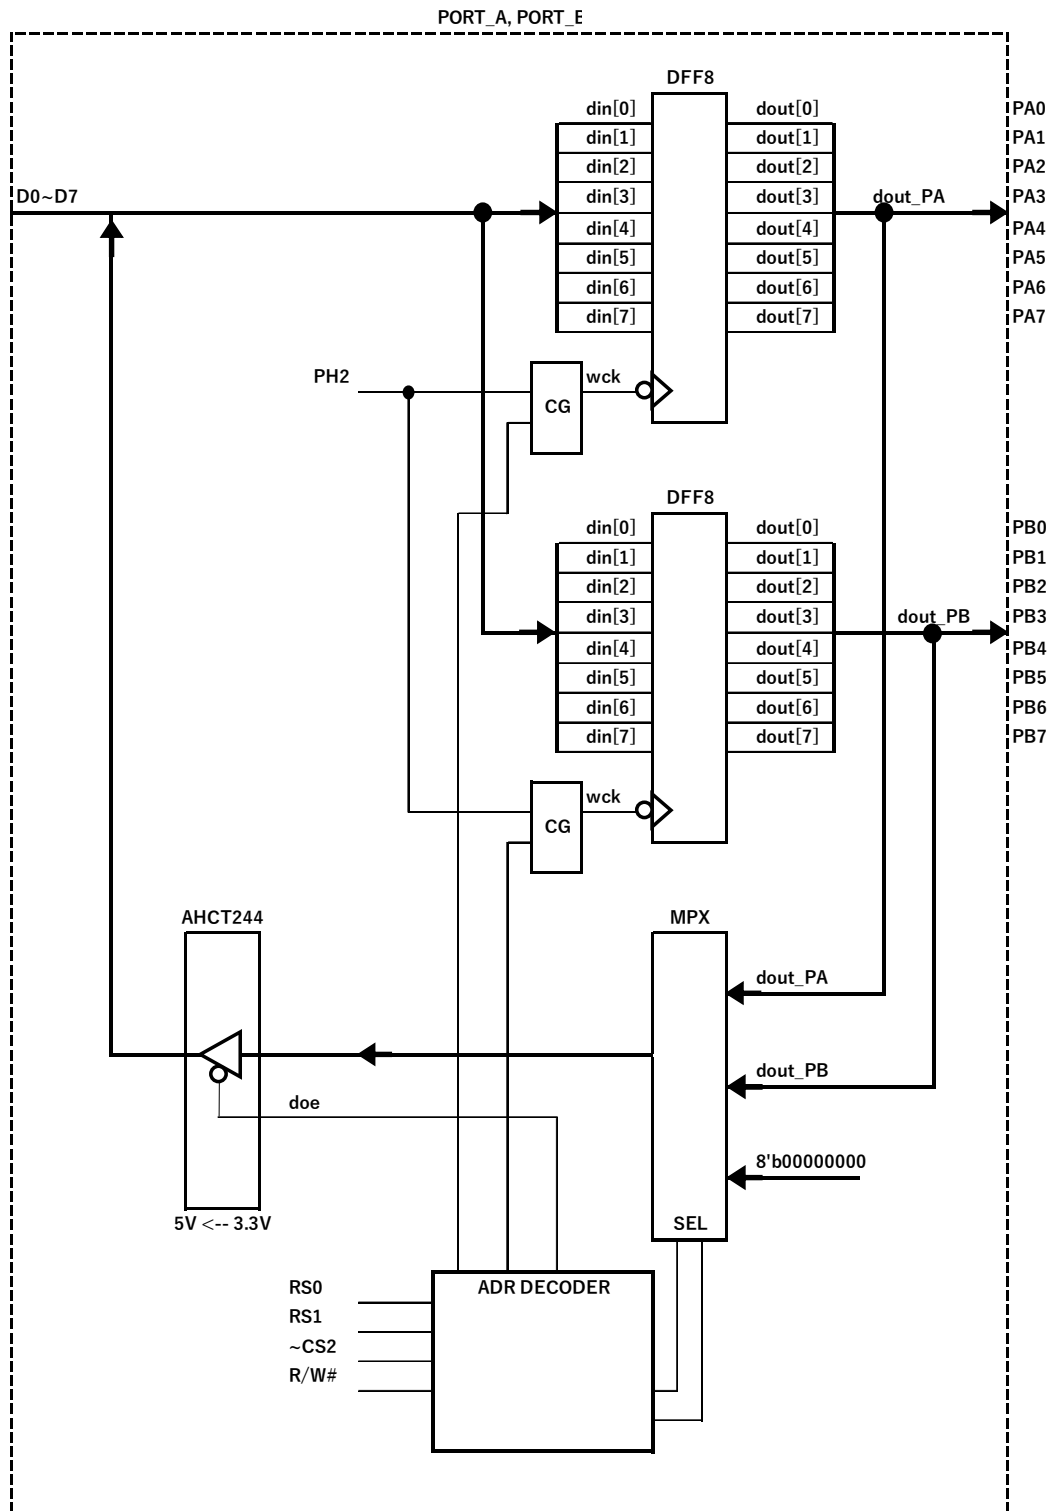 PORT_A, PORT_E
DFF8
din[0] dout[0] PA0
din[1] dout[1] PA1
din[2] dout[2] PA2
D0~D7 din[3] dout[3] dout_PA PA3
din[4] dout[4] PA4
din[5] dout[5] PA5
din[6] dout[6] PA6
din[7] dout[7] PA7
PH2 wck
CG
DFF8
din[0] dout[0] PB0
din[1] dout[1] PB1
din[2] dout[2] PB2
din[3] dout[3] dout_PB PB3
din[4] dout[4] PB4
din[5] dout[5] PB5
din[6] dout[6] PB6
din[7] dout[7] PB7
wck
CG
AHCT244 MPX
dout_PA
dout_PB
doe
8'b00000000
5V <-- 3.3V SEL
RS0 ADR DECODER
RS1
~CS2
R/W#